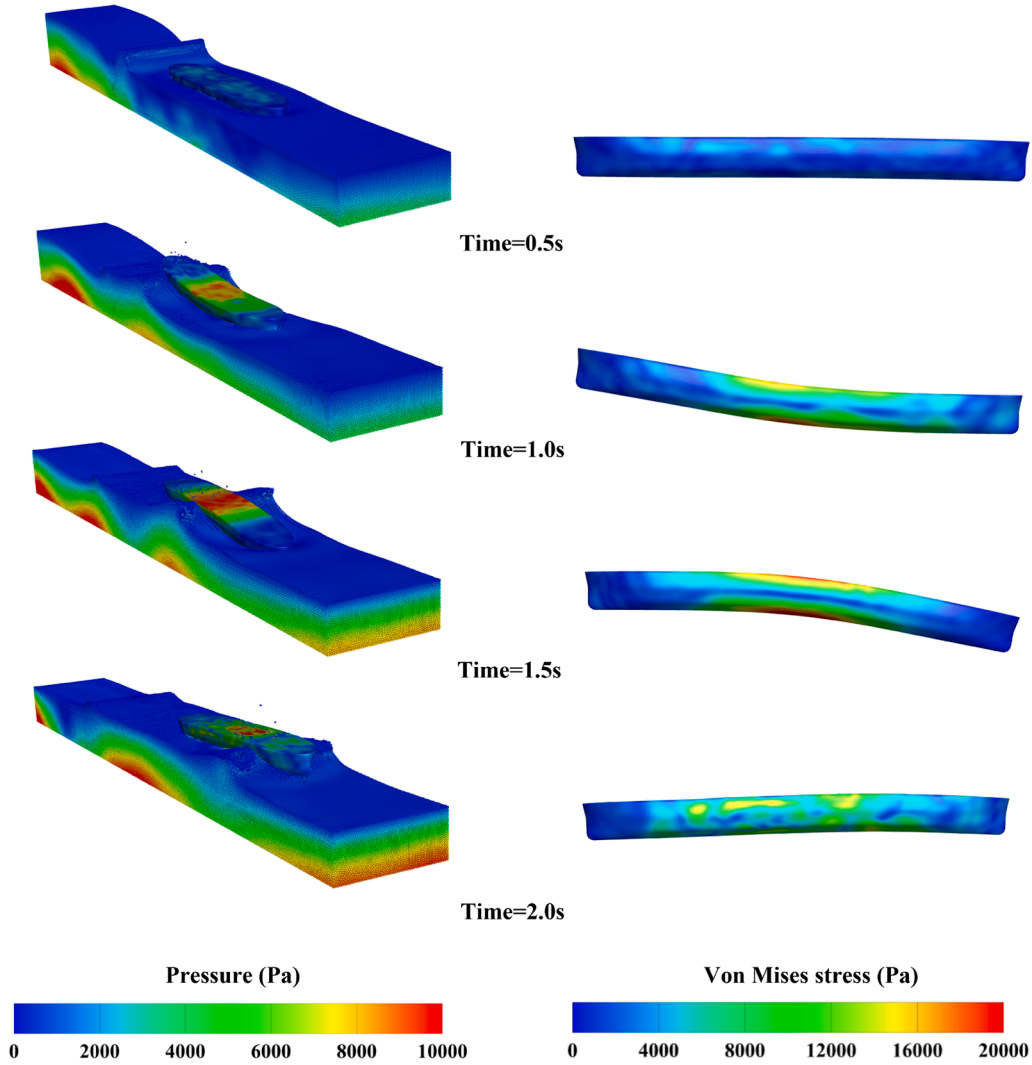 Time=0.5s
Time=1.0s
Time=1.5s
Time=2.0s
Pressure (Pa)
Von Mises stress (Pa)
0 2000 4000 6000 8000 10000
0 4000 8000 12000 16000 20000